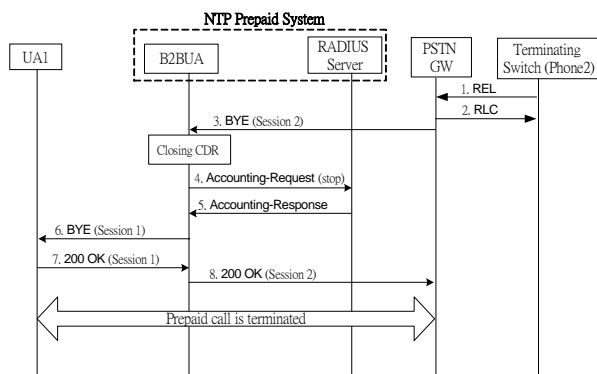 NTP Prepaid System
UA1
B2BUA
RADIUS
Server
PSTN
GW
Terminating
Switch (Phone2)
1. REL
2. RLC
3. BYE (Session 2)
Closing CDR
4. Accounting-Request (stop)
5. Accounting-Response
6. BYE (Session 1)
7. 200 OK (Session 1)
8. 200 OK (Session 2)
Prepaid call is terminated